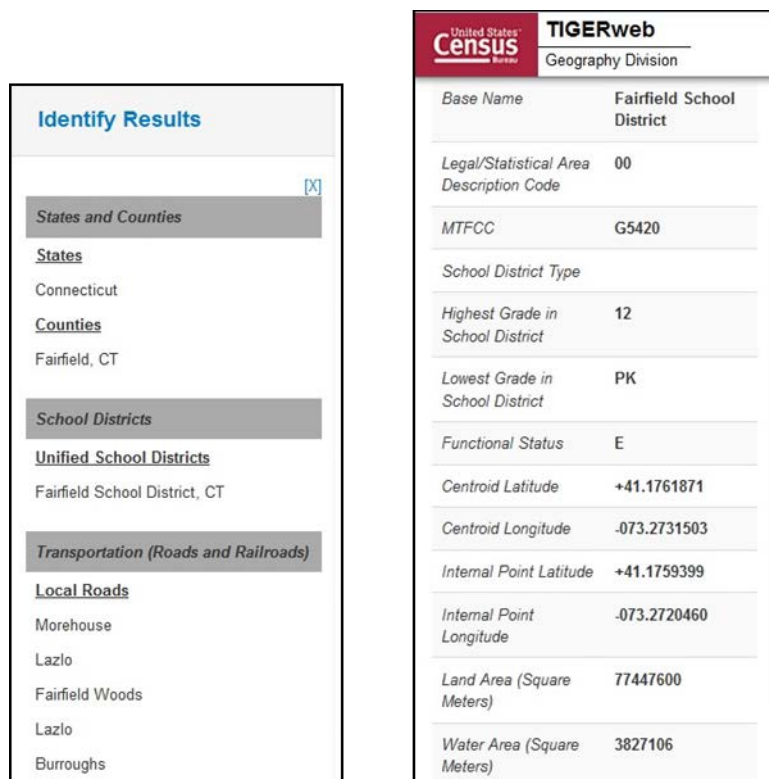 Identify Results
[X]
States and Counties
States
Connecticut
Counties
Fairfield, CT
School Districts
Unified School Districts
Fairfield School District, CT
Transportation (Roads and Railroads)
Local Roads
Morehouse
Lazlo
Fairfield Woods
Lazlo
Burroughs
United States®
Census
Bureau
TIGERweb
Geography Division
Base Name Fairfield School
District
Legal/Statistical Area 00
Description Code
MTFCC G5420
School District Type
Highest Grade in 12
School District
Lowest Grade in PK
School District
Functional Status E
Centroid Latitude +41.1761871
Centroid Longitude -073.2731503
Internal Point Latitude +41.1759399
Internal Point -073.2720460
Longitude
Land Area (Square 77447600
Meters)
Water Area (Square 3827106
Meters)